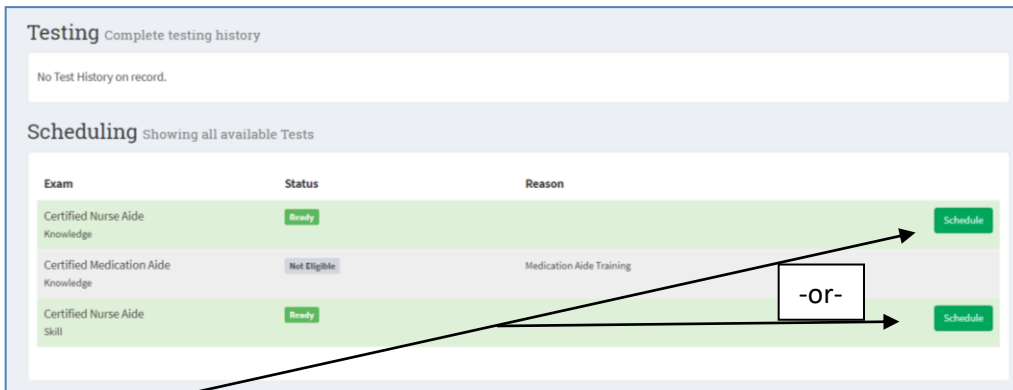 Testing Complete testing history
No Test History on record.
Scheduling Showing all available Tests
Exam Status Reason
Certified Nurse Aide Ready Schedule
Knowledge
Certified Medication Aide Not Eligible Medication Aide Training
Knowledge
-or-
Certified Nurse Aide Ready Schedule
Skill